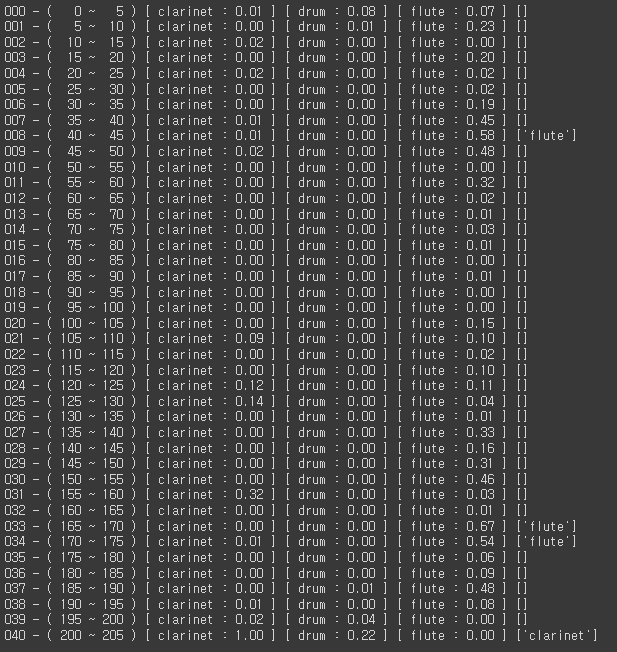 000 - (   0 ~   5 ) [ clarinet : 0.01 ] [ drum : 0.08 ] [ flute : 0.07 ] []
001 - (   5 ~  10 ) [ clarinet : 0.00 ] [ drum : 0.01 ] [ flute : 0.23 ] []
002 - (  10 ~  15 ) [ clarinet : 0.02 ] [ drum : 0.00 ] [ flute : 0.00 ] []
003 - (  15 ~  20 ) [ clarinet : 0.00 ] [ drum : 0.00 ] [ flute : 0.20 ] []
004 - (  20 ~  25 ) [ clarinet : 0.02 ] [ drum : 0.00 ] [ flute : 0.02 ] []
005 - (  25 ~  30 ) [ clarinet : 0.00 ] [ drum : 0.00 ] [ flute : 0.02 ] []
006 - (  30 ~  35 ) [ clarinet : 0.00 ] [ drum : 0.00 ] [ flute : 0.19 ] []
007 - (  35 ~  40 ) [ clarinet : 0.01 ] [ drum : 0.00 ] [ flute : 0.45 ] []
008 - (  40 ~  45 ) [ clarinet : 0.01 ] [ drum : 0.00 ] [ flute : 0.58 ] ['flute']
009 - (  45 ~  50 ) [ clarinet : 0.02 ] [ drum : 0.00 ] [ flute : 0.48 ] []
010 - (  50 ~  55 ) [ clarinet : 0.00 ] [ drum : 0.00 ] [ flute : 0.00 ] []
011 - (  55 ~  60 ) [ clarinet : 0.00 ] [ drum : 0.00 ] [ flute : 0.32 ] []
012 - (  60 ~  65 ) [ clarinet : 0.00 ] [ drum : 0.00 ] [ flute : 0.02 ] []
013 - (  65 ~  70 ) [ clarinet : 0.00 ] [ drum : 0.00 ] [ flute : 0.01 ] []
014 - (  70 ~  75 ) [ clarinet : 0.00 ] [ drum : 0.00 ] [ flute : 0.03 ] []
015 - (  75 ~  80 ) [ clarinet : 0.00 ] [ drum : 0.00 ] [ flute : 0.01 ] []
016 - (  80 ~  85 ) [ clarinet : 0.00 ] [ drum : 0.00 ] [ flute : 0.00 ] []
017 - (  85 ~  90 ) [ clarinet : 0.00 ] [ drum : 0.00 ] [ flute : 0.01 ] []
018 - (  90 ~  95 ) [ clarinet : 0.00 ] [ drum : 0.00 ] [ flute : 0.00 ] []
019 - (  95 ~ 100 ) [ clarinet : 0.00 ] [ drum : 0.00 ] [ flute : 0.00 ] []
020 - ( 100 ~ 105 ) [ clarinet : 0.00 ] [ drum : 0.00 ] [ flute : 0.15 ] []
021 - ( 105 ~ 110 ) [ clarinet : 0.09 ] [ drum : 0.00 ] [ flute : 0.10 ] []
022 - ( 110 ~ 115 ) [ clarinet : 0.00 ] [ drum : 0.00 ] [ flute : 0.02 ] []
023 - ( 115 ~ 120 ) [ clarinet : 0.00 ] [ drum : 0.00 ] [ flute : 0.10 ] []
024 - ( 120 ~ 125 ) [ clarinet : 0.12 ] [ drum : 0.00 ] [ flute : 0.11 ] []
025 - ( 125 ~ 130 ) [ clarinet : 0.14 ] [ drum : 0.00 ] [ flute : 0.04 ] []
026 - ( 130 ~ 135 ) [ clarinet : 0.00 ] [ drum : 0.00 ] [ flute : 0.01 ] []
027 - ( 135 ~ 140 ) [ clarinet : 0.00 ] [ drum : 0.00 ] [ flute : 0.33 ] []
028 - ( 140 ~ 145 ) [ clarinet : 0.00 ] [ drum : 0.00 ] [ flute : 0.16 ] []
029 - ( 145 ~ 150 ) [ clarinet : 0.00 ] [ drum : 0.00 ] [ flute : 0.31 ] []
030 - ( 150 ~ 155 ) [ clarinet : 0.00 ] [ drum : 0.00 ] [ flute : 0.46 ] []
031 - ( 155 ~ 160 ) [ clarinet : 0.32 ] [ drum : 0.00 ] [ flute : 0.03 ] []
032 - ( 160 ~ 165 ) [ clarinet : 0.00 ] [ drum : 0.00 ] [ flute : 0.01 ] []
033 - ( 165 ~ 170 ) [ clarinet : 0.00 ] [ drum : 0.00 ] [ flute : 0.67 ] ['flute']
034 - ( 170 ~ 175 ) [ clarinet : 0.01 ] [ drum : 0.00 ] [ flute : 0.54 ] ['flute']
035 - ( 175 ~ 180 ) [ clarinet : 0.00 ] [ drum : 0.00 ] [ flute : 0.06 ] []
036 - ( 180 ~ 185 ) [ clarinet : 0.00 ] [ drum : 0.00 ] [ flute : 0.09 ] []
037 - ( 185 ~ 190 ) [ clarinet : 0.00 ] [ drum : 0.01 ] [ flute : 0.48 ] []
038 - ( 190 ~ 195 ) [ clarinet : 0.01 ] [ drum : 0.00 ] [ flute : 0.08 ] []
039 - ( 195 ~ 200 ) [ clarinet : 0.02 ] [ drum : 0.04 ] [ flute : 0.00 ] []
040 - ( 200 ~ 205 ) [ clarinet : 1.00 ] [ drum : 0.22 ] [ flute : 0.00 ] ['clarinet']